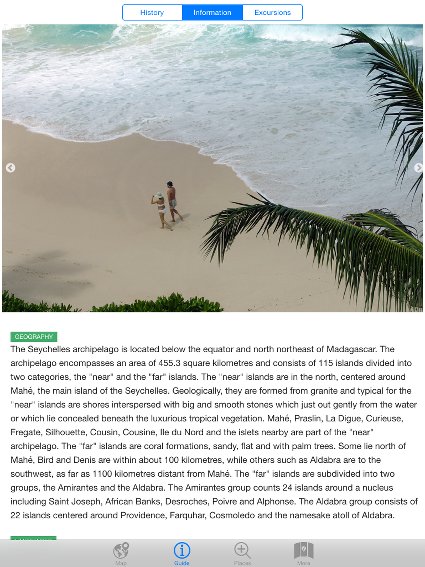 History Information Excursions
GEOGRAPHY
The Seychelles archipelago is located below the equator and north northeast of Madagascar. The
archipelago encompasses an area of 455.3 square kilometres and consists of 115 islands divided into
two categories, the "near" and the "far" islands. The "near" islands are in the north, centered around
Mahé, the main island of the Seychelles. Geologically, they are formed from granite and typical for the
"near" islands are shores interspersed with big and smooth stones which just out gently from the water
or which lie concealed beneath the luxurious tropical vegetation. Mahé, Praslin, La Digue, Curieuse,
Fregate, Silhouette, Cousin, Cousine, Ile du Nord and the islets nearby are part of the "near"
archipelago. The "far" islands are coral formations, sandy, flat and with palm trees. Some lie north of
Mahé, Bird and Denis are within about 100 kilometres, while others such as Aldabra are to the
southwest, as far as 1100 kilometres distant from Mahé. The "far" islands are subdivided into two
groups, the Amirantes and the Aldabra. The Amirantes group counts 24 islands around a nucleus
including Saint Joseph, African Banks, Desroches, Poivre and Alphonse. The Aldabra group consists of
22 islands centered around Providence, Farquhar, Cosmoledo and the namesake atoll of Aldabra.
Map Guide Places More